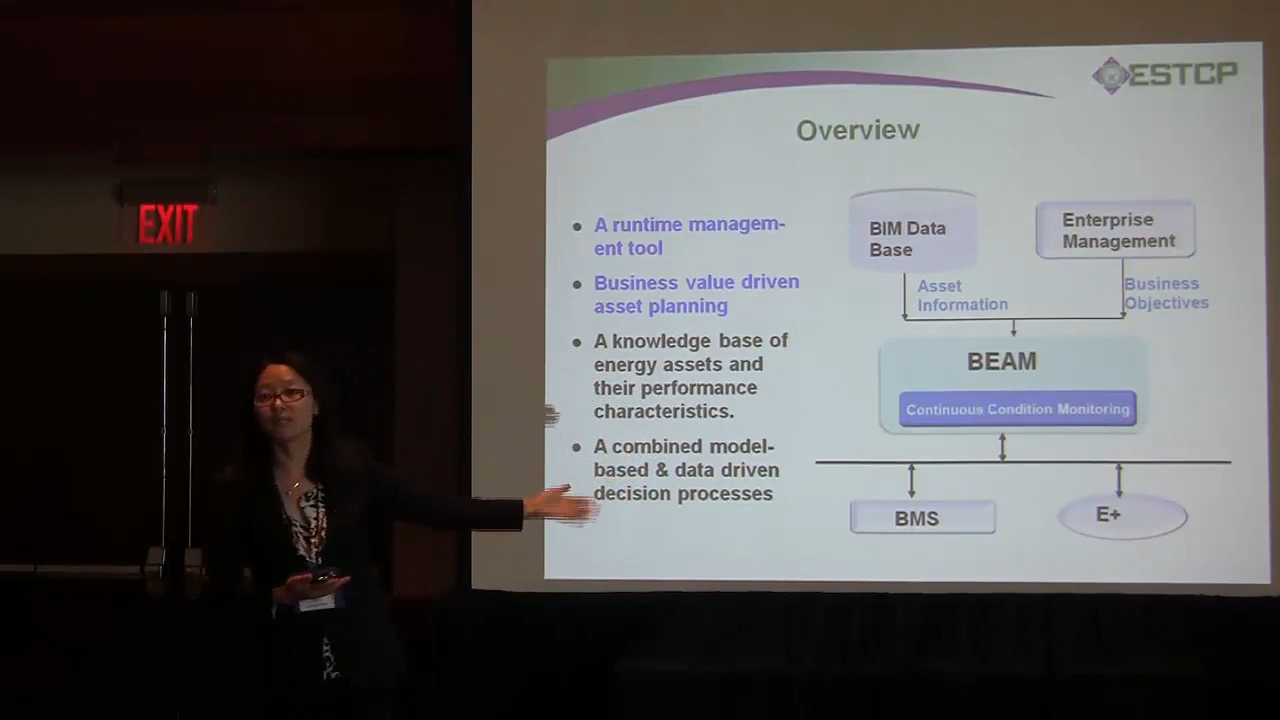 ESTCP
Overview
EXIT
A runtime managem-
ent tool
Business value driven
asset planning
A knowledge base of
energy assets and
their performance
characteristics.
A combined model-
based & data driven
decision processes
BIM Data
Base
Enterprise
Management
Asset
Information
Business
Objectives
BEAM
Continuous Condition Monitoring
BMS
E+